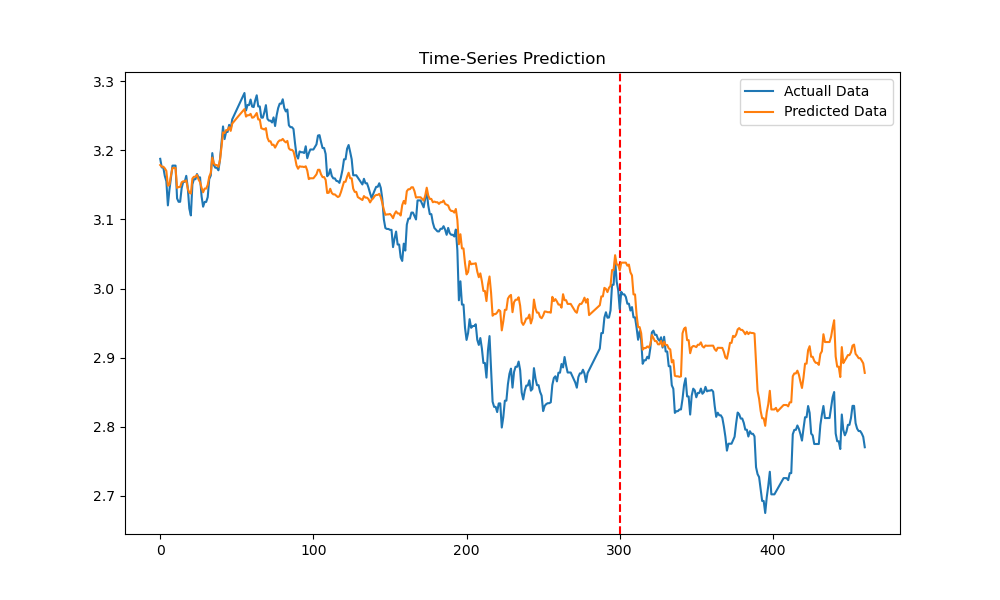 Time-Series Prediction
Actuall Data
Predicted Data
3.3
3.2
3.1
3.0
2.9
2.8
2.7
0 100 200 300 400